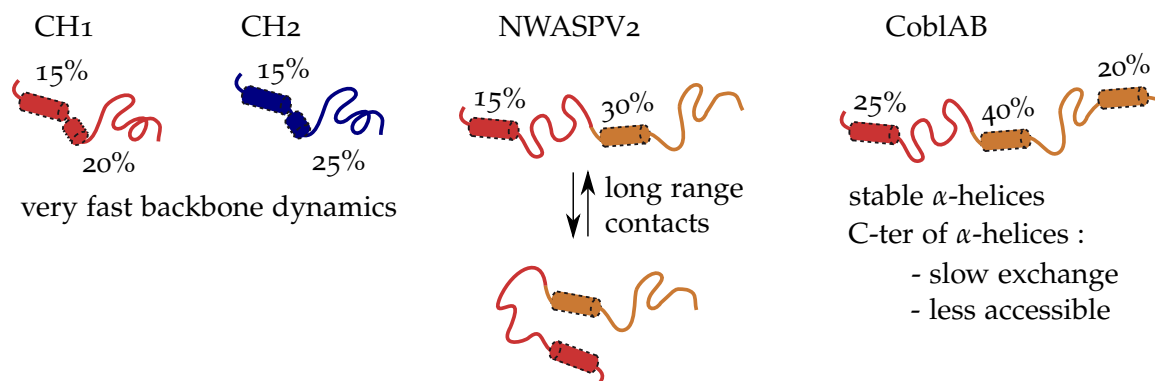 CH1
15%
20%
CH2
15%
25%
very fast backbone dynamics
NWASPV2
15%
30%
long range
contacts
CoblAB
25%
40%
20%
stable α-helices
C-ter of α-helices :
- slow exchange
- less accessible